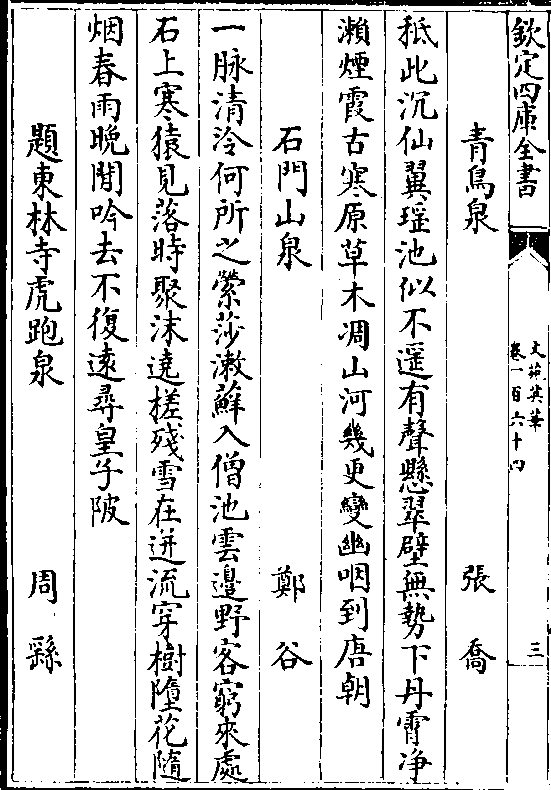 欽定四庫全書
文苑英華
卷一百六十四
三
青鳥泉 張喬
秪此沉仙翼瑶池似不遥有聲懸翠壁無勢下丹霄净
瀨煙霞古寒原草木凋山河幾更變幽咽到唐朝
石門山泉 鄭谷
一脉清泠何所之縈莎漱蘚入僧池雲邉野客窮來處
石上寒猿見落時聚沫遶槎殘雪在迸流穿樹墮花隨
烟春雨晚閒吟去不復遠尋皇子陂
題東林寺虎跑泉 周繇